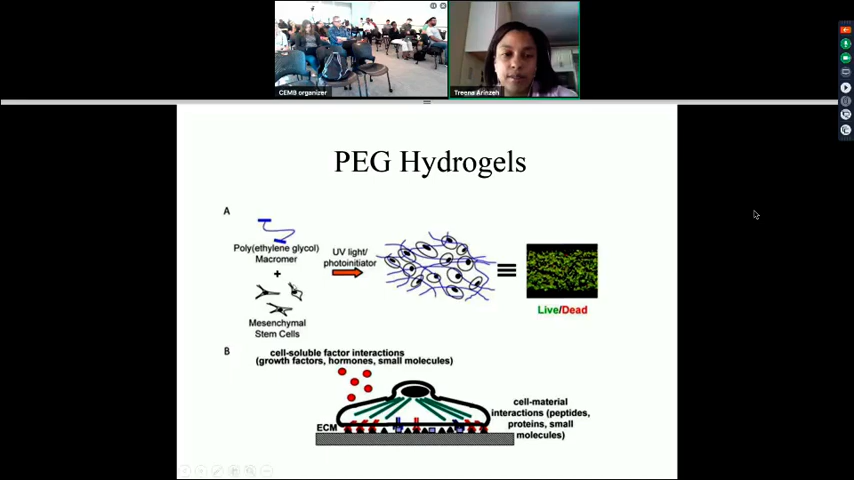 CEMB organizer
Treena Arinzeh
PEG Hydrogels
A
Poly(ethylene glycol)
Macromer
+
Mesenchymal
Stem Cells
UV light/
photoinitiator
Live/Dead
B
cell-soluble factor interactions
(growth factors, hormones, small molecules)
ECM
cell-material
interactions (peptides,
proteins, small
molecules)